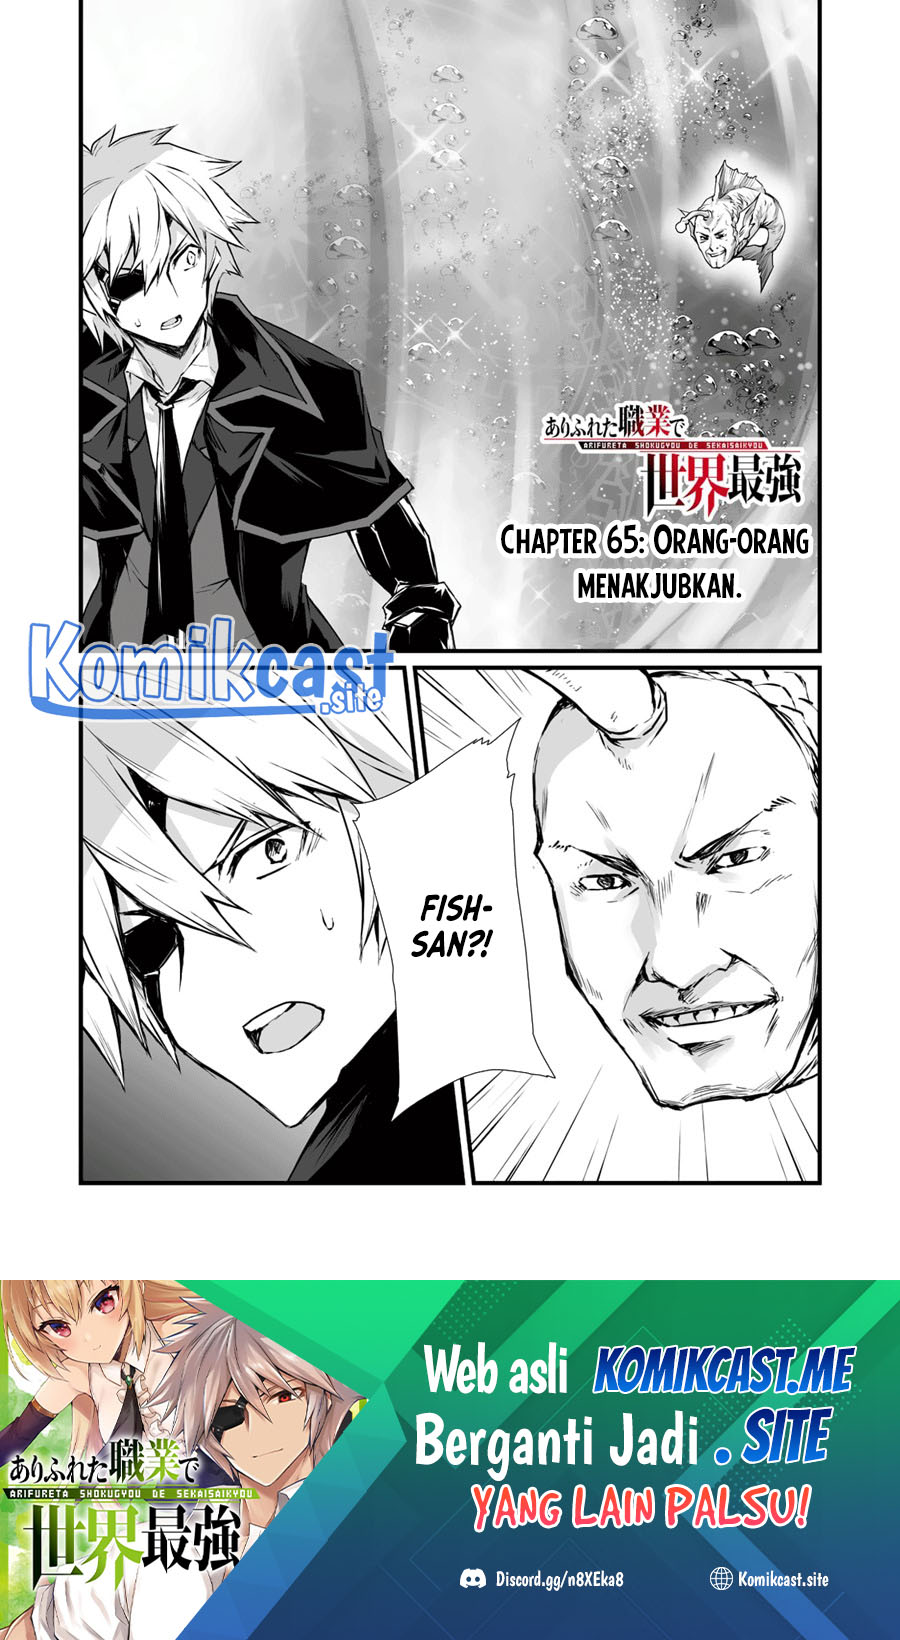 ありふれた職業で
ARIFURETA SHOKUGYOU DE SEKAISAIKYOU
世界最強
CHAPTER 65: ORANG-ORANG
MENAKJUBKAN.
Komikcast
.site
FISH-
SAN?!
Web asli KOMIKCAST.ME
Berganti Jadi .SITE
YANG LAIN PALSU!
ありふれた職業で
ARIFURETA SHOKUGYOU DE SEKAISAIKYOU
世界最強
Discord.gg/n8XEka8
Komikcast.site